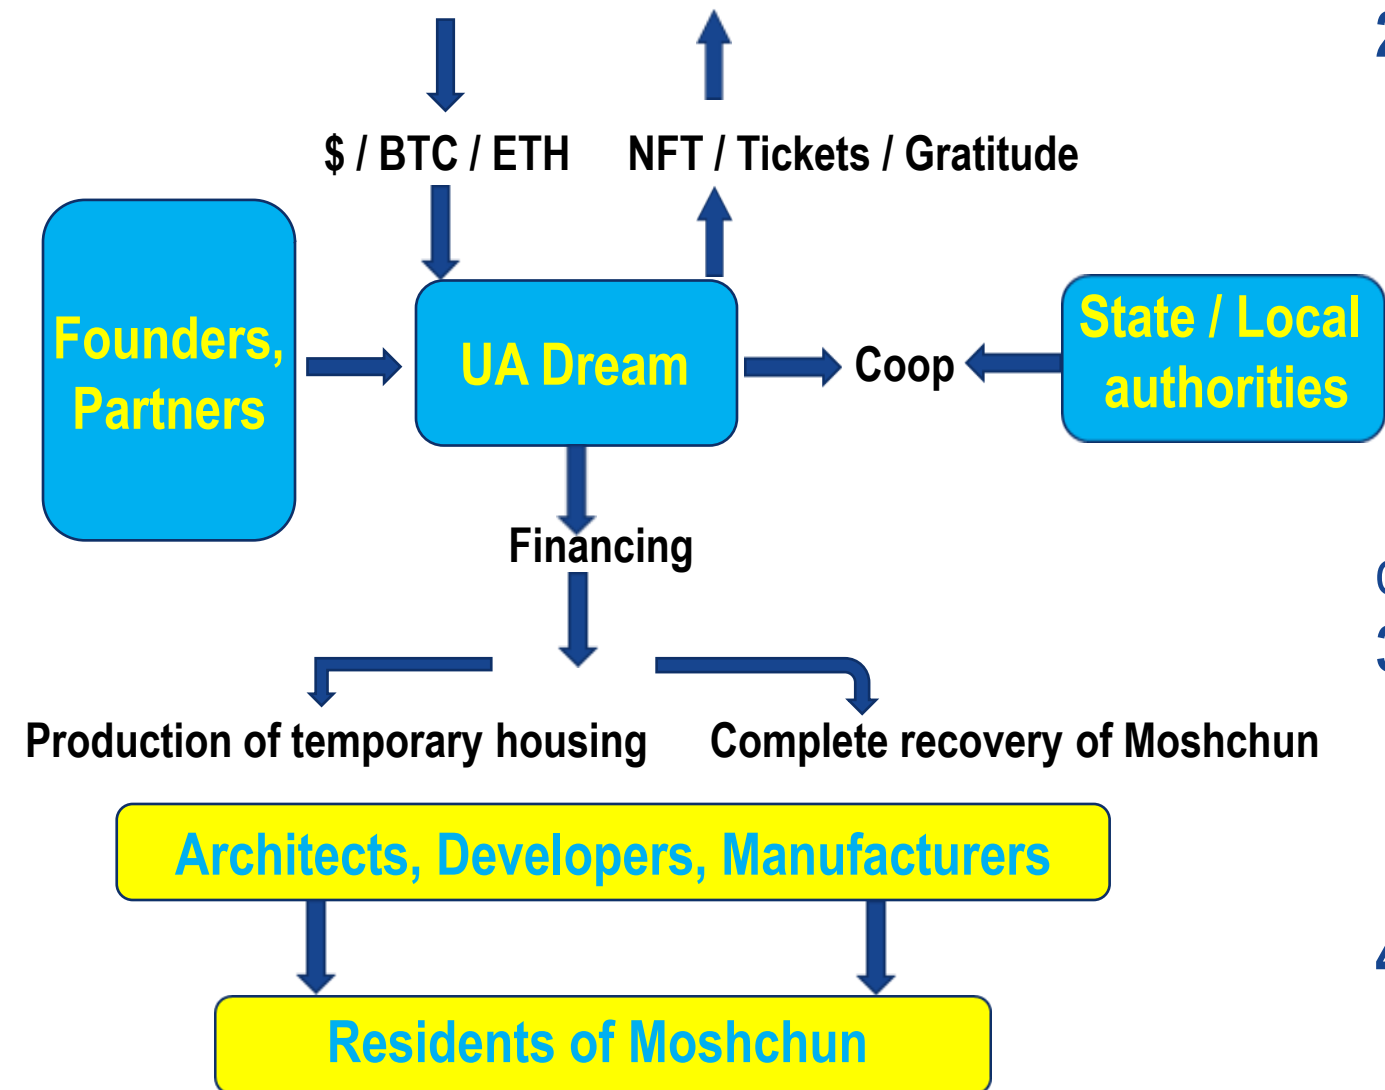 $ / BTC / ETH
NFT / Tickets / Gratitude
Founders,
Partners
UA Dream
Coop
State / Local
authorities
Financing
Production of temporary housing
Complete recovery of Moshchun
Architects, Developers, Manufacturers
Residents of Moshchun